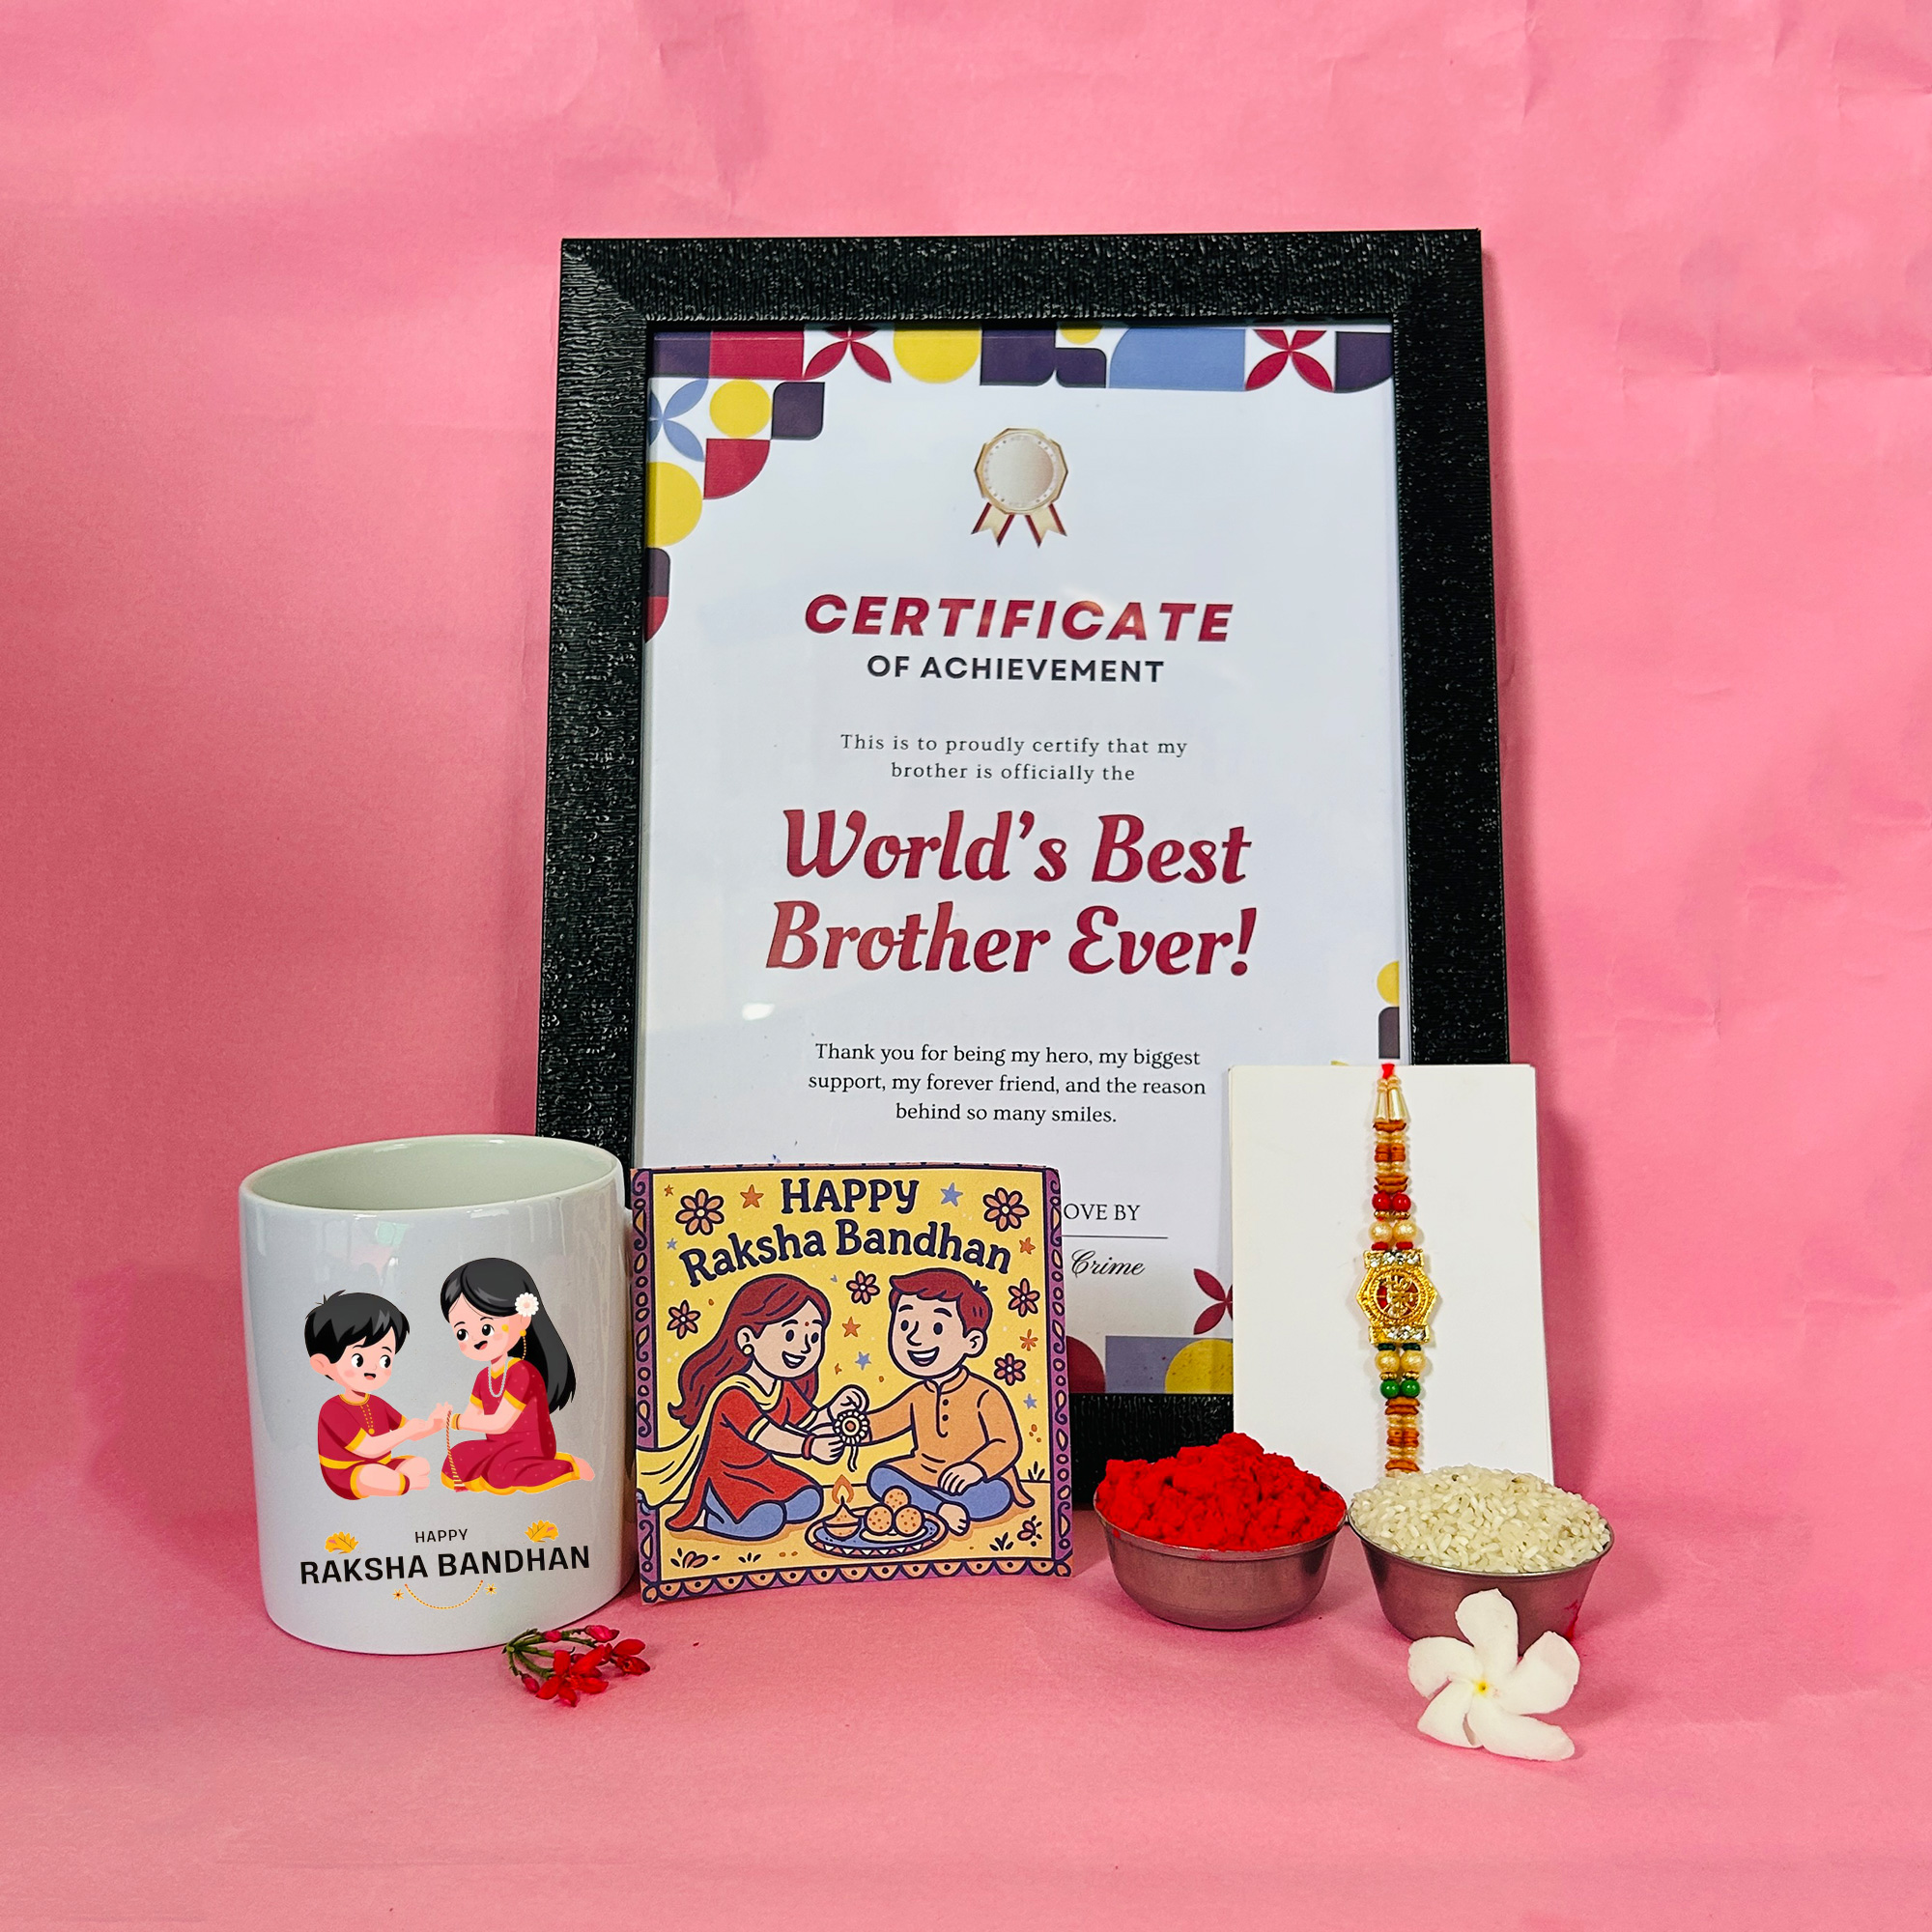 CERTIFICATE
OF ACHIEVEMENT
This is to proudly certify that my
brother is officially the
World's Best
Brother Ever!
Thank you for being my hero, my biggest
support, my forever friend, and the reason
behind so many smiles.
BY
Crime
HAPPY
Raksha Bandhan
HAPPY
RAKSHA BANDHAN